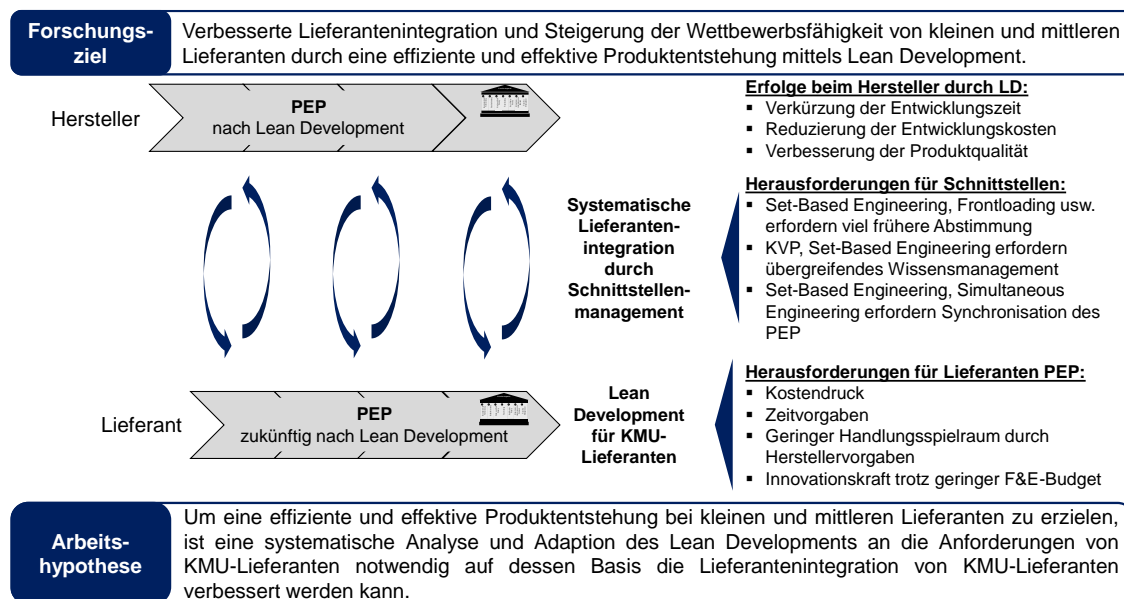 Forschungs-
ziel
Verbesserte Lieferantenintegration und Steigerung der Wettbewerbsfähigkeit von kleinen und mittleren
Lieferanten durch eine effiziente und effektive Produktentstehung mittels Lean Development.
Hersteller
PEP
nach Lean Development
Erfolge beim Hersteller durch LD:
▪ Verkürzung der Entwicklungszeit
▪ Reduzierung der Entwicklungskosten
▪ Verbesserung der Produktqualität
Systematische
Lieferanten-
integration
durch
Schnittstellen-
management
Herausforderungen für Schnittstellen:
▪ Set-Based Engineering, Frontloading usw.
erfordern viel frühere Abstimmung
▪ KVP, Set-Based Engineering erfordern
übergreifendes Wissensmanagement
▪ Set-Based Engineering, Simultaneous
Engineering erfordern Synchronisation des
PEP
Lieferant
PEP
zukünftig nach Lean Development
Lean
Development
für KMU-
Lieferanten
Herausforderungen für Lieferanten PEP:
▪ Kostendruck
▪ Zeitvorgaben
▪ Geringer Handlungsspielraum durch
Herstellervorgaben
▪ Innovationskraft trotz geringer F&E-Budget
Arbeits-
hypothese
Um eine effiziente und effektive Produktentstehung bei kleinen und mittleren Lieferanten zu erzielen,
ist eine systematische Analyse und Adaption des Lean Developments an die Anforderungen von
KMU-Lieferanten notwendig auf dessen Basis die Lieferantenintegration von KMU-Lieferanten
verbessert werden kann.